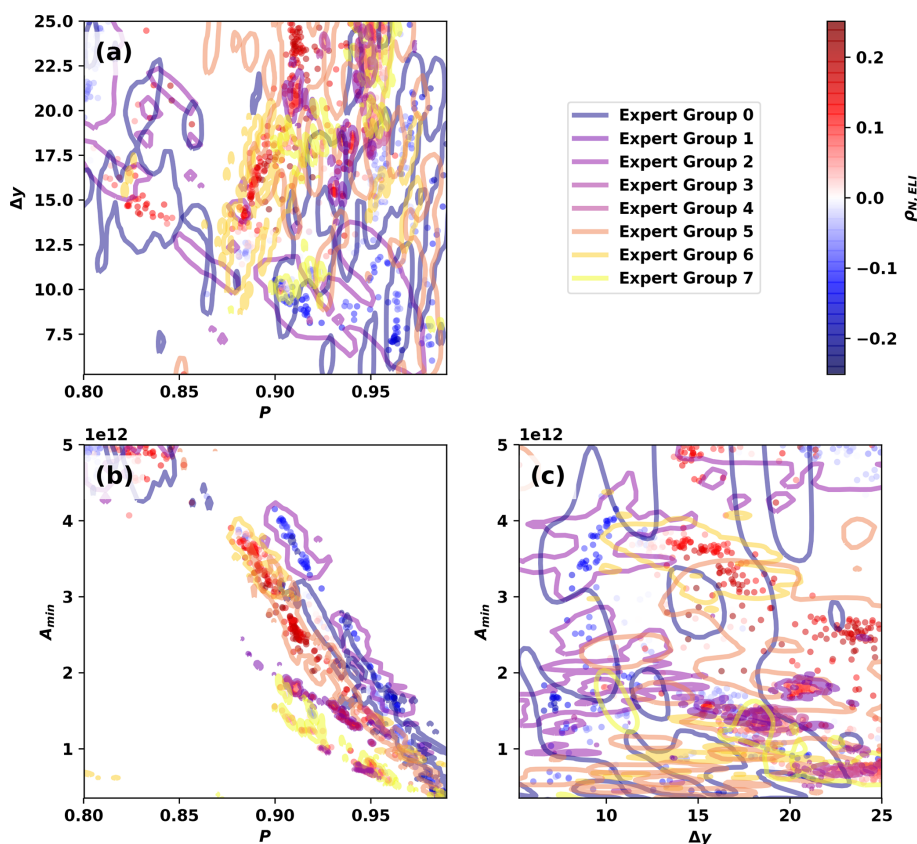 (a)
25.0
22.5
20.0
17.5
15.0
12.5
10.0
7.5
Δy
0.80
0.85
0.90
0.95
P
Expert Group 0
Expert Group 1
Expert Group 2
Expert Group 3
Expert Group 4
Expert Group 5
Expert Group 6
Expert Group 7
0.2
0.1
0.0
−0.1
−0.2
ρN, ELI
1e12
(b)
5
4
3
2
1
Amin
0.80
0.85
0.90
0.95
P
1e12
(c)
5
4
3
2
1
Amin
10
15
20
25
Δy